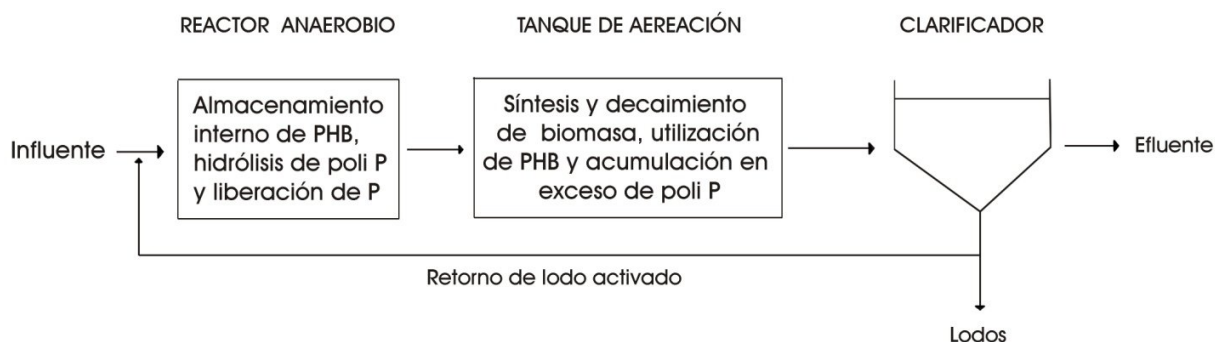 REACTOR ANAEROBIO
TANQUE DE AEREACIÓN
CLARIFICADOR
Influente
Almacenamiento
interno de PHB,
hidrólisis de poli P
y liberación de P
Síntesis y decaimiento
de biomasa, utilización
de PHB y acumulación en
exceso de poli P
Efluente
Retorno de lodo activado
Lodos